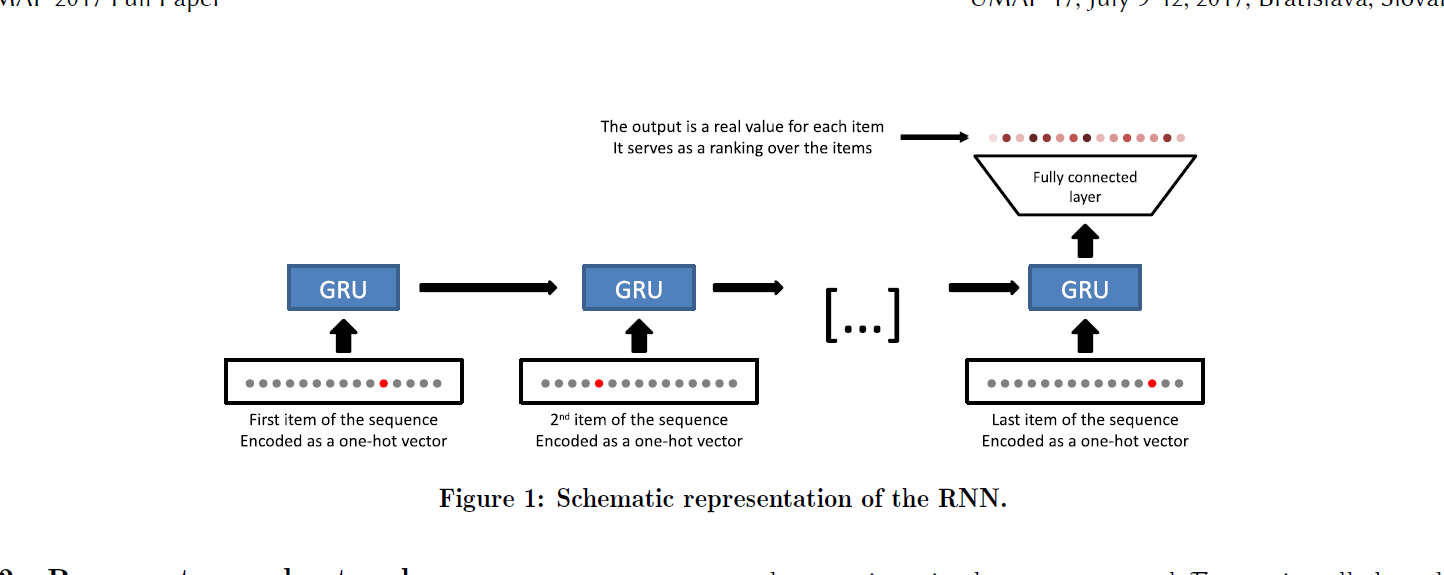 2017 Full Paper
UMAP'17, July 9-12, 2017, Bratislava,
The output is a real value for each item
It serves as a ranking over the items
Fully connected
layer
GRU
GRU
[...]
GRU
First item of the sequence
Encoded as a one-hot vector
2nd item of the sequence
Encoded as a one-hot vector
Last item of the sequence
Encoded as a one-hot vector
Figure 1: Schematic representation of the RNN.